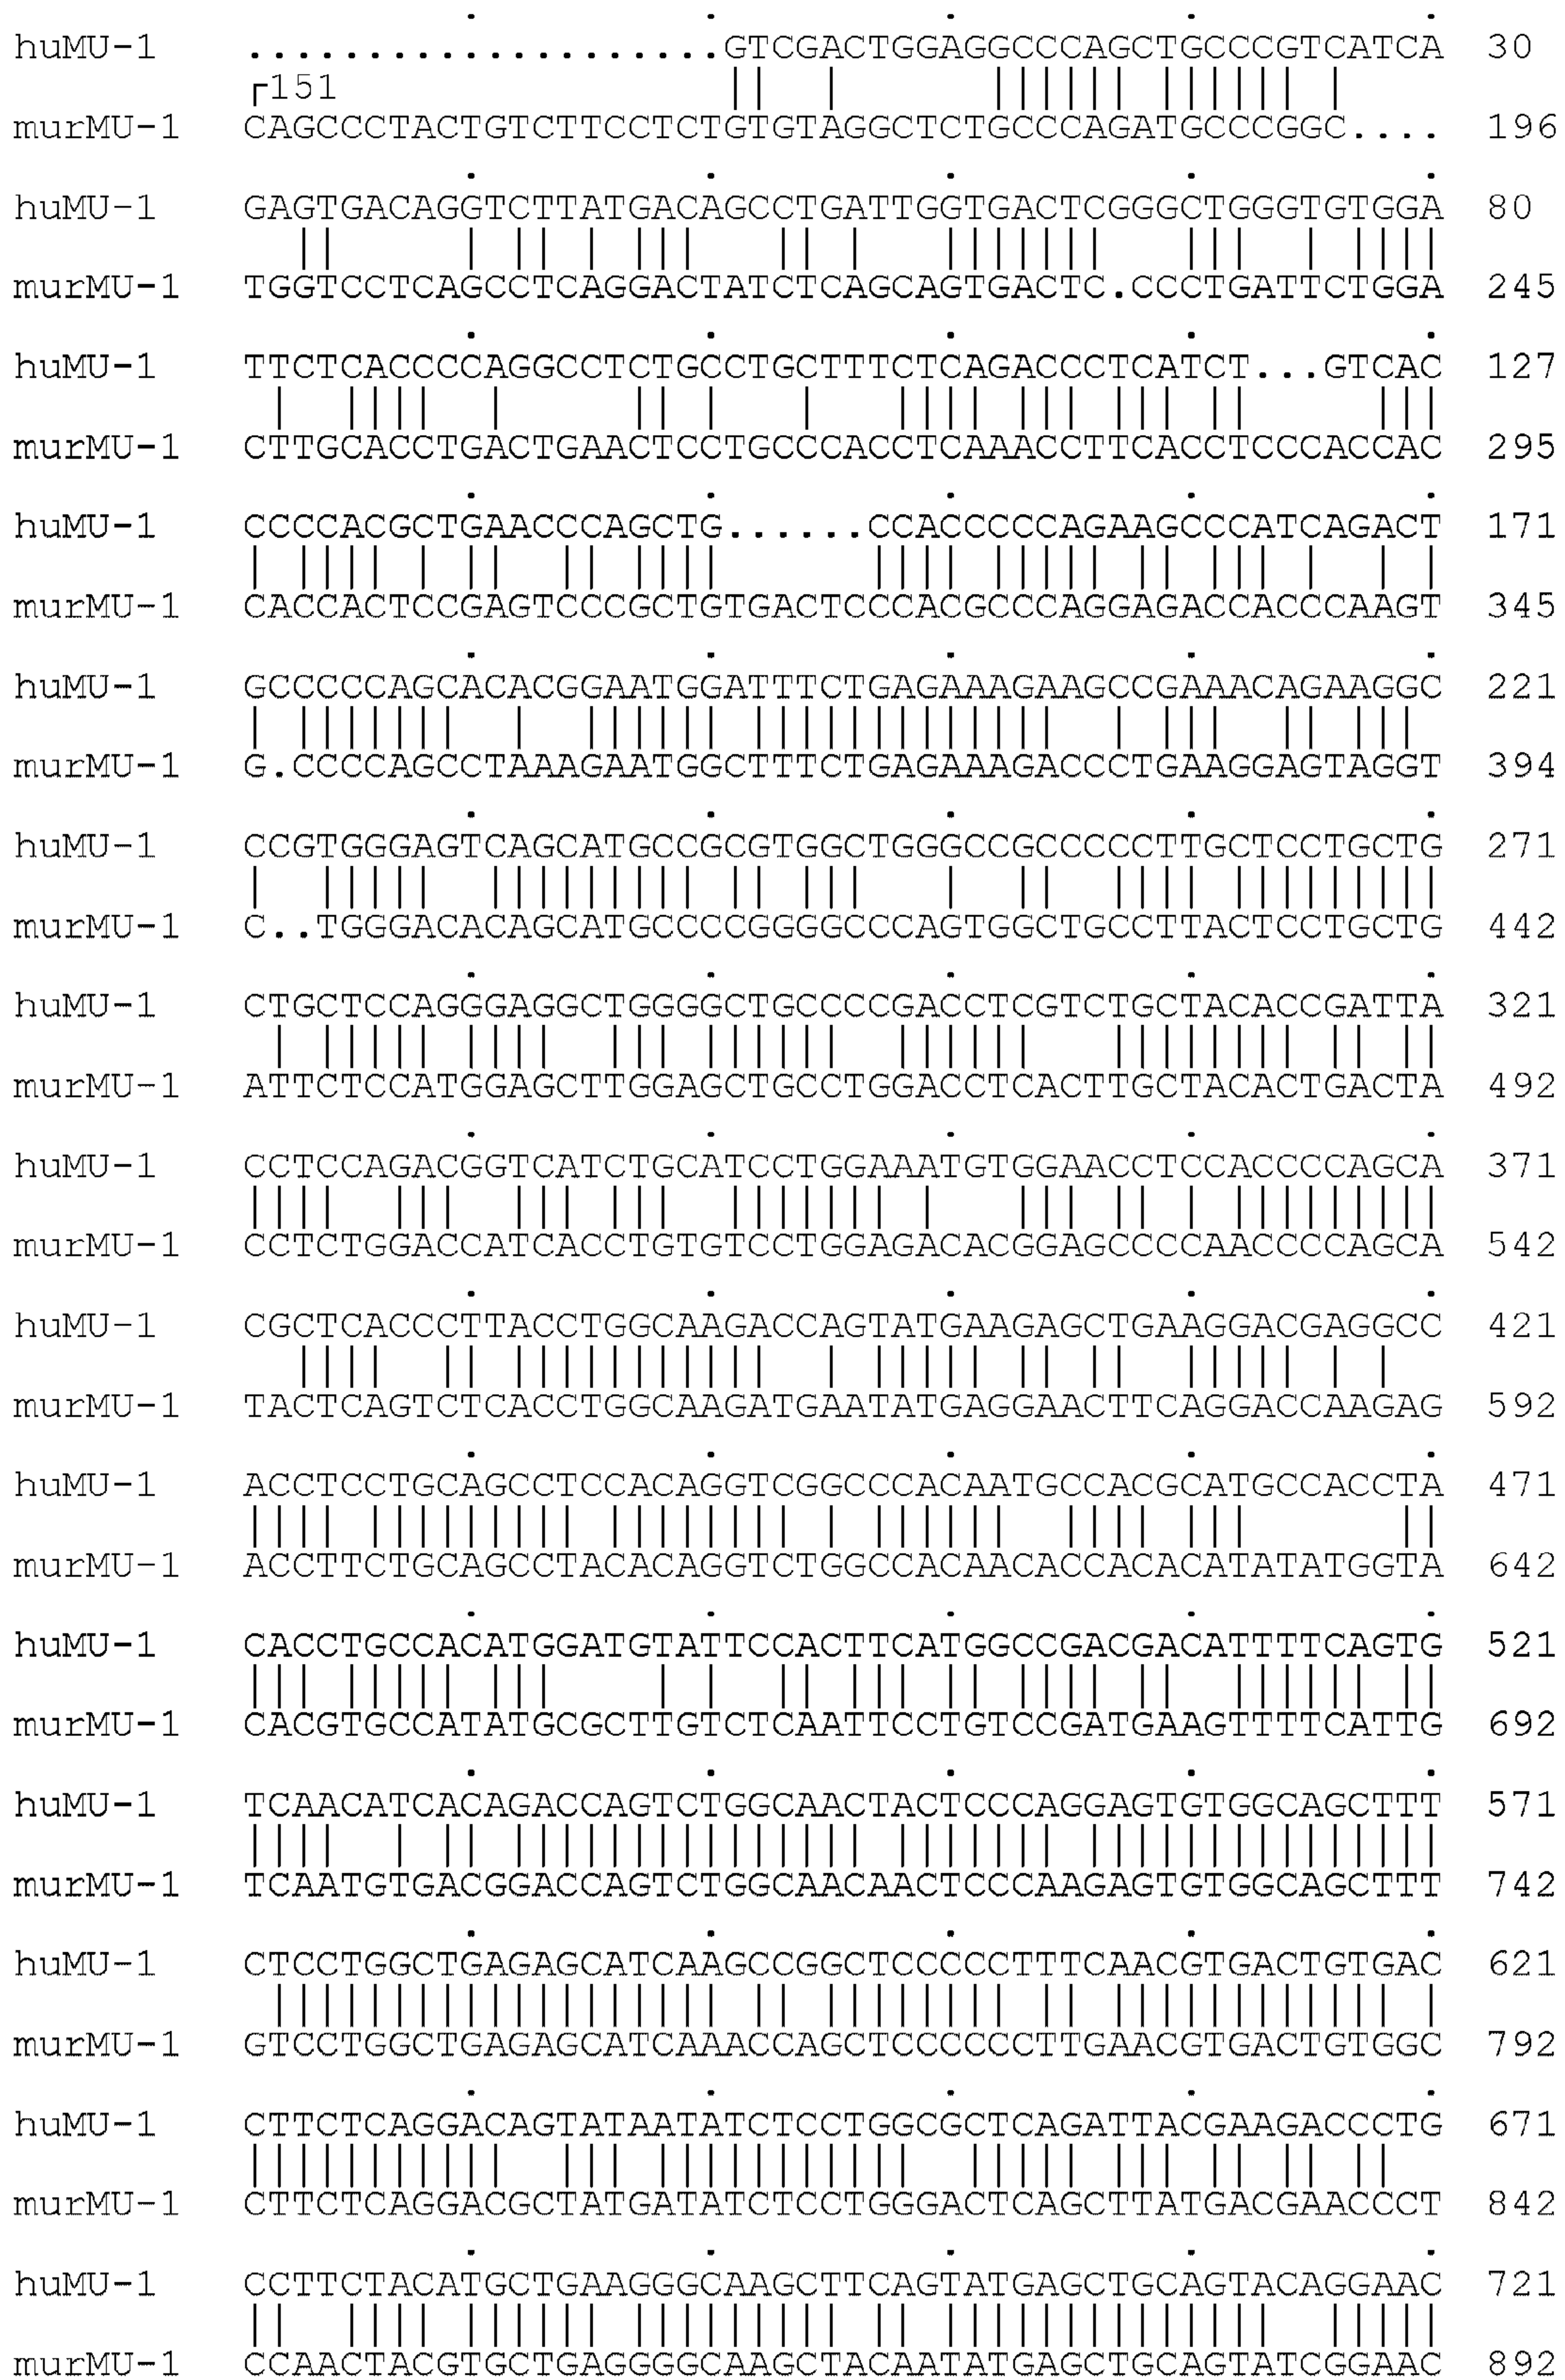 huMU-1 ....................GTCGACTGGAGGCCCAGCTGCCCGTCATCA 30
┌151
murMU-1 CAGCCCTACTGTCTTCCTCTGTGTAGGCTCTGCCCAGATGCCCGGC.... 196
huMU-1 GAGTGACAGGTCTTATGACAGCCTGATTGGTGACTCGGGCTGGGTGTGGA 80
murMU-1 TGGTCCTCAGCCTCAGGACTATCTCAGCAGTGACTC.CCCTGATTCTGGA 245
huMU-1 TTCTCACCCCAGGCCTCTGCCTGCTTTCTCAGACCCTCATCT...GTCAC 127
murMU-1 CTTGCACCTGACTGAACTCCTGCCCACCTCAAACCTTCACCTCCCACCAC 295
huMU-1 CCCCACGCTGAACCCAGCTG......CCACCCCCAGAAGCCCATCAGACT 171
murMU-1 CACCACTCCGAGTCCCGCTGTGACTCCCACGCCCAGGAGACCACCCAAGT 345
huMU-1 GCCCCCAGCACACGGAATGGATTTCTGAGAAAGAAGCCGAAACAGAAGGC 221
murMU-1 G.CCCCAGCCTAAAGAATGGCTTTCTGAGAAAGACCCTGAAGGAGTAGGT 394
huMU-1 CCGTGGGAGTCAGCATGCCGCGTGGCTGGGCCGCCCCCTTGCTCCTGCTG 271
murMU-1 C..TGGGACACAGCATGCCCCGGGGCCCAGTGGCTGCCTTACTCCTGCTG 442
huMU-1 CTGCTCCAGGGAGGCTGGGGCTGCCCCGACCTCGTCTGCTACACCGATTA 321
murMU-1 ATTCTCCATGGAGCTTGGAGCTGCCTGGACCTCACTTGCTACACTGACTA 492
huMU-1 CCTCCAGACGGTCATCTGCATCCTGGAAATGTGGAACCTCCACCCCAGCA 371
murMU-1 CCTCTGGACCATCACCTGTGTCCTGGAGACACGGAGCCCCAACCCCAGCA 542
huMU-1 CGCTCACCCTTACCTGGCAAGACCAGTATGAAGAGCTGAAGGACGAGGCC 421
murMU-1 TACTCAGTCTCACCTGGCAAGATGAATATGAGGAACTTCAGGACCAAGAG 592
huMU-1 ACCTCCTGCAGCCTCCACAGGTCGGCCCACAATGCCACGCATGCCACCTA 471
murMU-1 ACCTTCTGCAGCCTACACAGGTCTGGCCACAACACCACACATATATGGTA 642
huMU-1 CACCTGCCACATGGATGTATTCCACTTCATGGCCGACGACATTTTCAGTG 521
murMU-1 CACGTGCCATATGCGCTTGTCTCAATTCCTGTCCGATGAAGTTTTCATTG 692
huMU-1 TCAACATCACAGACCAGTCTGGCAACTACTCCCAGGAGTGTGGCAGCTTT 571
murMU-1 TCAATGTGACGGACCAGTCTGGCAACAACTCCCAAGAGTGTGGCAGCTTT 742
huMU-1 CTCCTGGCTGAGAGCATCAAGCCGGCTCCCCCTTTCAACGTGACTGTGAC 621
murMU-1 GTCCTGGCTGAGAGCATCAAACCAGCTCCCCCCTTGAACGTGACTGTGGC 792
huMU-1 CTTCTCAGGACAGTATAATATCTCCTGGCGCTCAGATTACGAAGACCCTG 671
murMU-1 CTTCTCAGGACGCTATGATATCTCCTGGGACTCAGCTTATGACGAACCCT 842
huMU-1 CCTTCTACATGCTGAAGGGCAAGCTTCAGTATGAGCTGCAGTACAGGAAC 721
murMU-1 CCAACTACGTGCTGAGGGGCAAGCTACAATATGAGCTGCAGTATCGGAAC 892